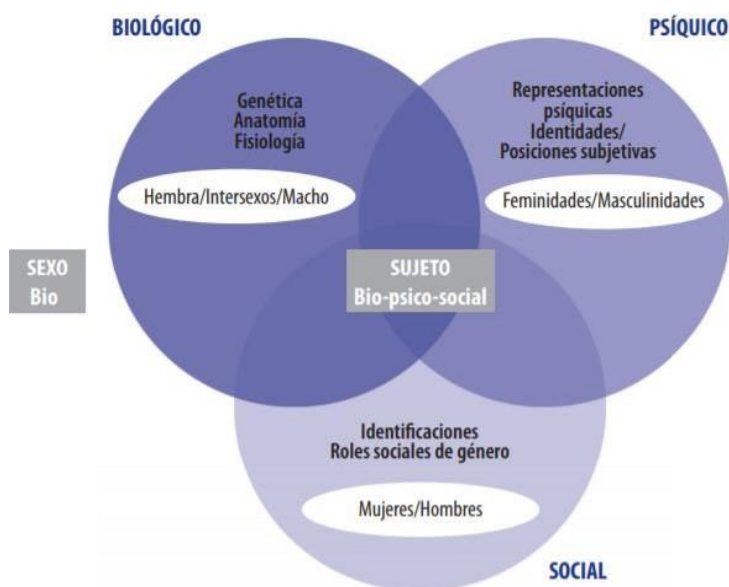 BIOLÓGICO
PSÍQUICO
Genética
Anatomía
Fisiología
Hembra/Intersexos/Macho
Representaciones
psíquicas
Identidades/
Posiciones subjetivas
Feminidades/Masculinidades
SEXO
Bio
SUJETO
Bio-psico-social
Identificaciones
Roles sociales de género
Mujeres/Hombres
SOCIAL